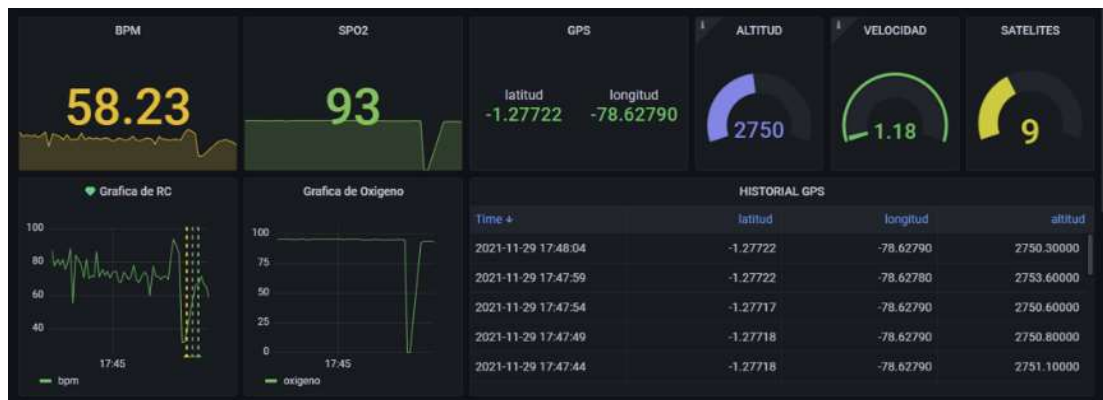 BPM
58.23
SPO2
93
GPS
latitud longitud
-1.27722 -78.62790
ALTITUD
2750
VELOCIDAD
1.18
SATELITES
9
Grafica de RC
100
80
60
40
17:45
bpm
Grafica de Oxigeno
100
75
50
25
0
17:45
oxigeno
HISTORIAL GPS
Time latitud longitud altitud
2021-11-29 17:48:04 -1.27722 -78.62790 2750.30000
2021-11-29 17:47:59 -1.27722 -78.62780 2753.60000
2021-11-29 17:47:54 -1.27717 -78.62790 2750.60000
2021-11-29 17:47:49 -1.27718 -78.62790 2750.80000
2021-11-29 17:47:44 -1.27718 -78.62790 2751.10000